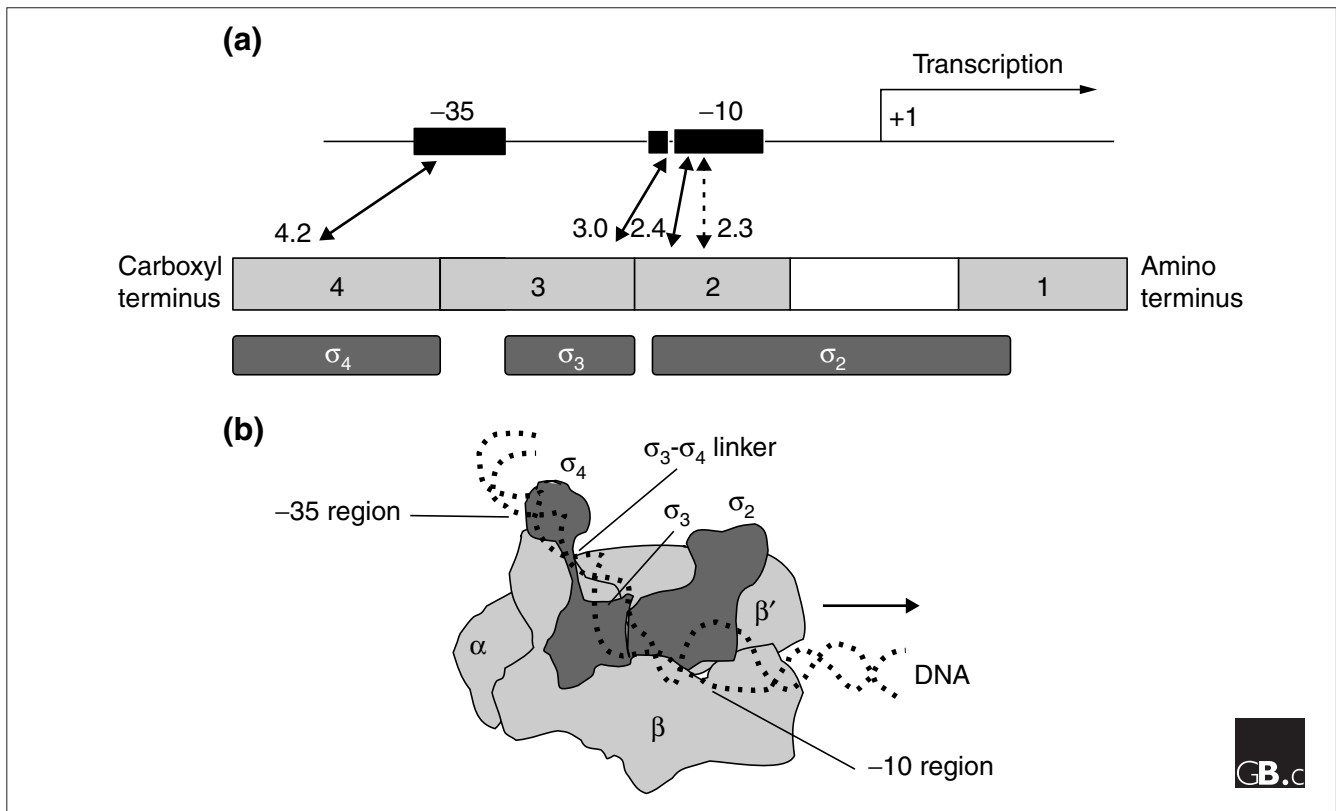 (a)
Transcription
−35
−10
+1
4.2
3.0
2.4
2.3
Carboxyl
terminus
4
3
2
1
Amino
terminus
σ4
σ3
σ2
(b)
σ4
σ3-σ4 linker
σ3
σ2
−35 region
α
β′
β
DNA
−10 region
GB.c